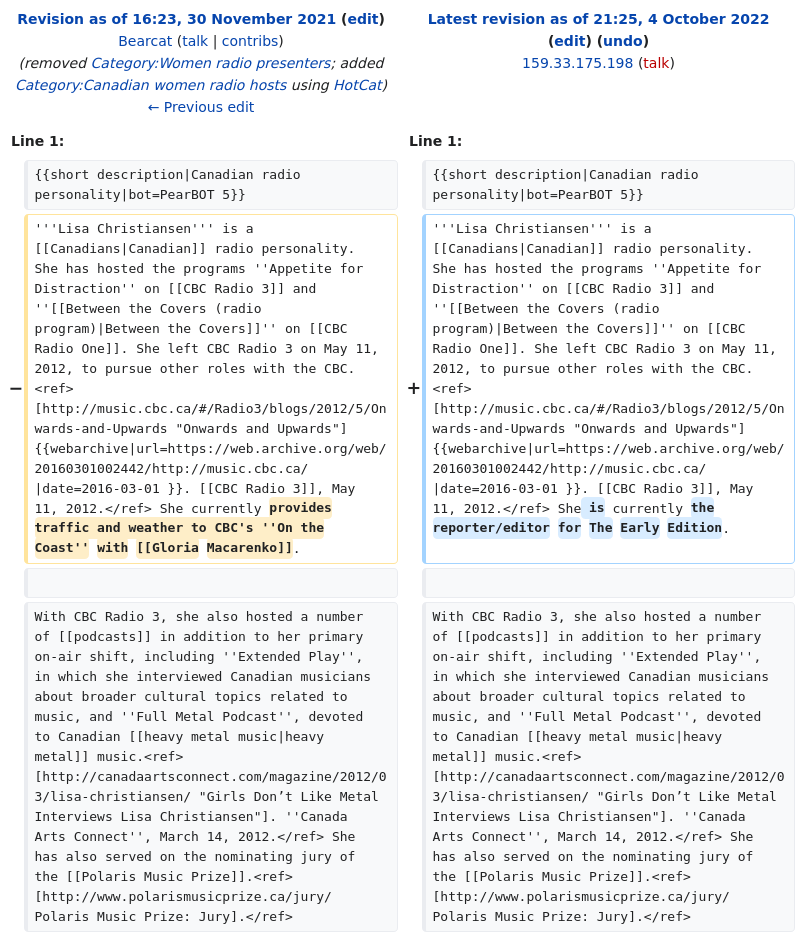 Revision as of 16:23, 30 November 2021 (edit)
Bearcat (talk | contribs)
(removed Category:Women radio presenters; added
Category:Canadian women radio hosts using HotCat)
← Previous edit
Latest revision as of 21:25, 4 October 2022
(edit) (undo)
159.33.175.198 (talk)
Line 1:
{{short description|Canadian radio
personality|bot=PearBOT 5}}
−
'''Lisa Christiansen''' is a
[[Canadians|Canadian]] radio personality.
She has hosted the programs ''Appetite for
Distraction'' on [[CBC Radio 3]] and
''[[Between the Covers (radio
program)|Between the Covers]]'' on [[CBC
Radio One]]. She left CBC Radio 3 on May 11,
2012, to pursue other roles with the CBC.
<ref>
[http://music.cbc.ca/#/Radio3/blogs/2012/5/On
wards-and-Upwards "Onwards and Upwards"]
{{webarchive|url=https://web.archive.org/web/
20160301002442/http://music.cbc.ca/
|date=2016-03-01 }}. [[CBC Radio 3]], May
11, 2012.</ref> She currently provides
traffic and weather to CBC's ''On the
Coast'' with [[Gloria Macarenko]].
With CBC Radio 3, she also hosted a number
of [[podcasts]] in addition to her primary
on-air shift, including ''Extended Play'',
in which she interviewed Canadian musicians
about broader cultural topics related to
music, and ''Full Metal Podcast'', devoted
to Canadian [[heavy metal music|heavy
metal]] music.<ref>
[http://canadaartsconnect.com/magazine/2012/0
3/lisa-christiansen/ "Girls Don’t Like Metal
Interviews Lisa Christiansen"]. ''Canada
Arts Connect'', March 14, 2012.</ref> She
has also served on the nominating jury of
the [[Polaris Music Prize]].<ref>
[http://www.polarismusicprize.ca/jury/
Polaris Music Prize: Jury].</ref>
Line 1:
{{short description|Canadian radio
personality|bot=PearBOT 5}}
+
'''Lisa Christiansen''' is a
[[Canadians|Canadian]] radio personality.
She has hosted the programs ''Appetite for
Distraction'' on [[CBC Radio 3]] and
''[[Between the Covers (radio
program)|Between the Covers]]'' on [[CBC
Radio One]]. She left CBC Radio 3 on May 11,
2012, to pursue other roles with the CBC.
<ref>
[http://music.cbc.ca/#/Radio3/blogs/2012/5/On
wards-and-Upwards "Onwards and Upwards"]
{{webarchive|url=https://web.archive.org/web/
20160301002442/http://music.cbc.ca/
|date=2016-03-01 }}. [[CBC Radio 3]], May
11, 2012.</ref> She is currently the
reporter/editor for The Early Edition.
With CBC Radio 3, she also hosted a number
of [[podcasts]] in addition to her primary
on-air shift, including ''Extended Play'',
in which she interviewed Canadian musicians
about broader cultural topics related to
music, and ''Full Metal Podcast'', devoted
to Canadian [[heavy metal music|heavy
metal]] music.<ref>
[http://canadaartsconnect.com/magazine/2012/0
3/lisa-christiansen/ "Girls Don’t Like Metal
Interviews Lisa Christiansen"]. ''Canada
Arts Connect'', March 14, 2012.</ref> She
has also served on the nominating jury of
the [[Polaris Music Prize]].<ref>
[http://www.polarismusicprize.ca/jury/
Polaris Music Prize: Jury].</ref>